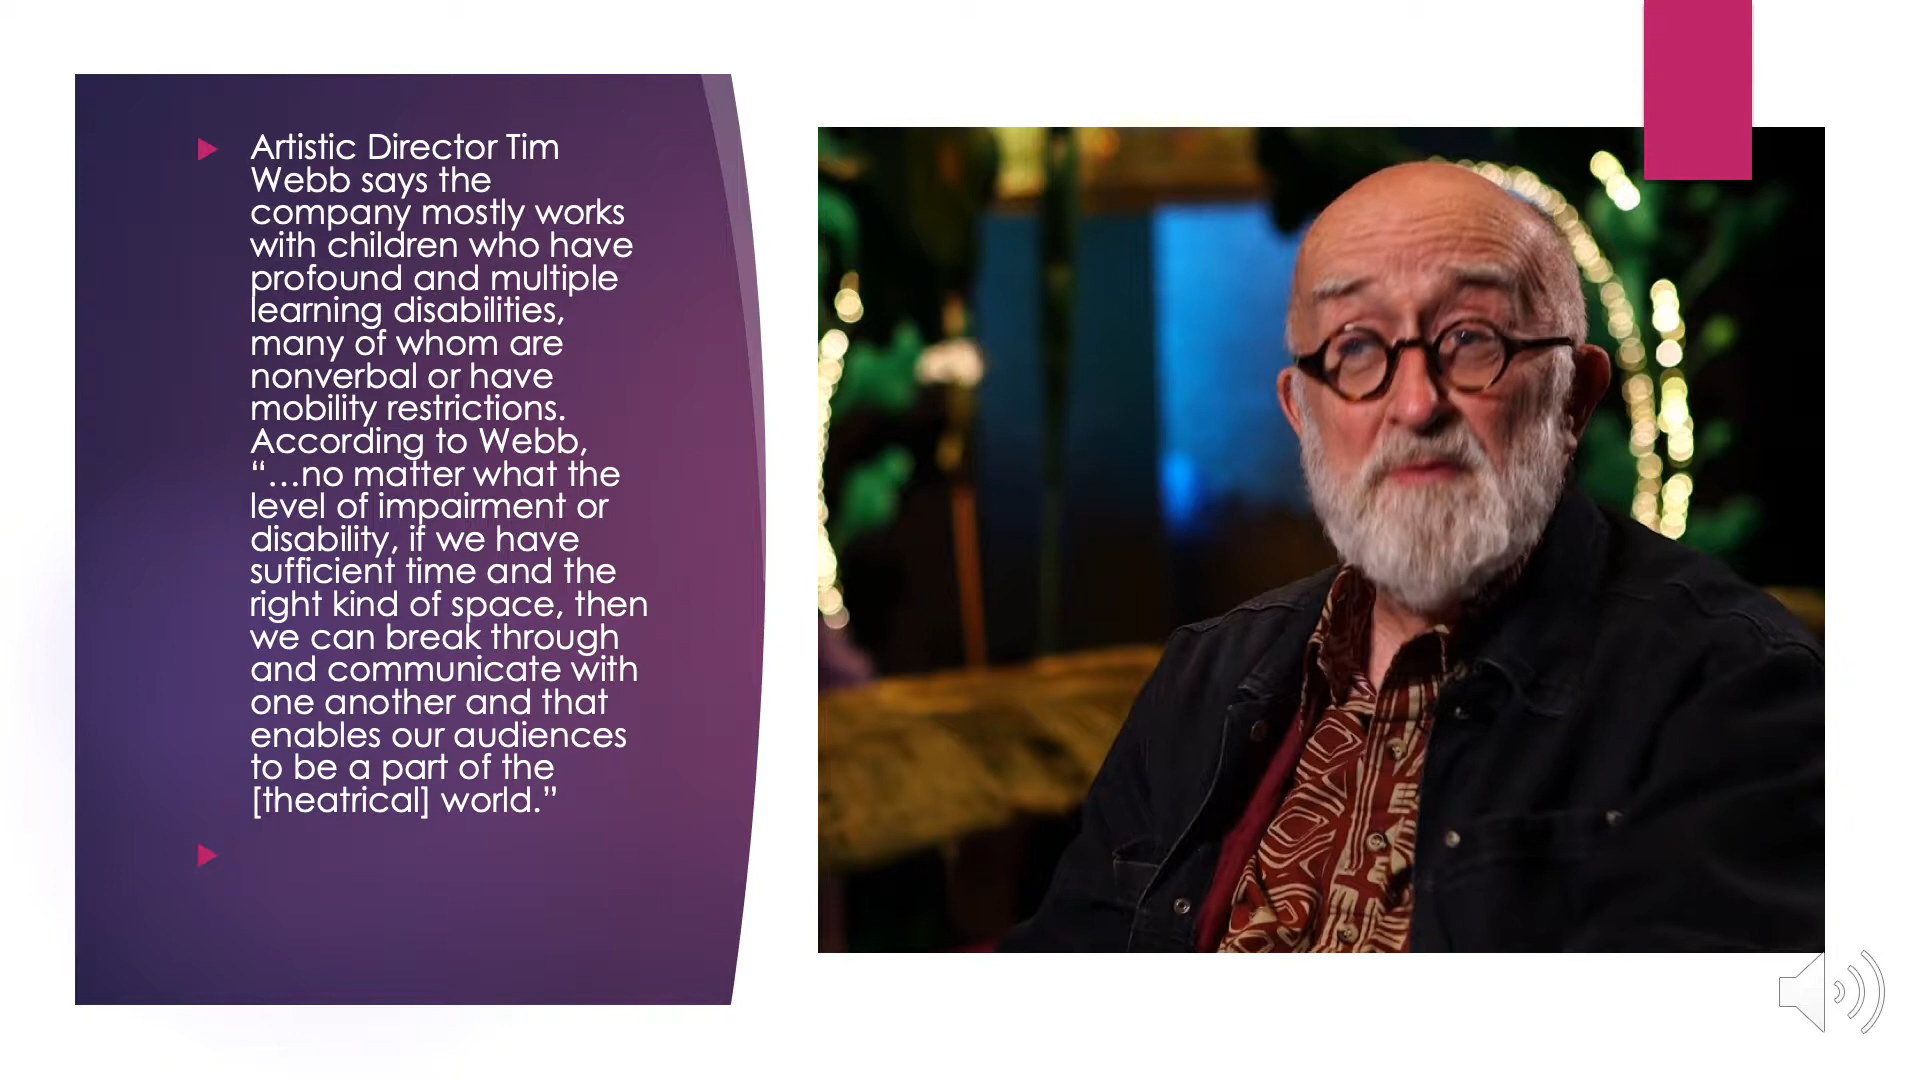 Artistic Director Tim
Webb says the
company mostly works
with children who have
profound and multiple
learning disabilities,
many of whom are
nonverbal or have
mobility restrictions.
According to Webb,
“…no matter what the
level of impairment or
disability, if we have
sufficient time and the
right kind of space, then
we can break through
and communicate with
one another and that
enables our audiences
to be a part of the
[theatrical] world.”